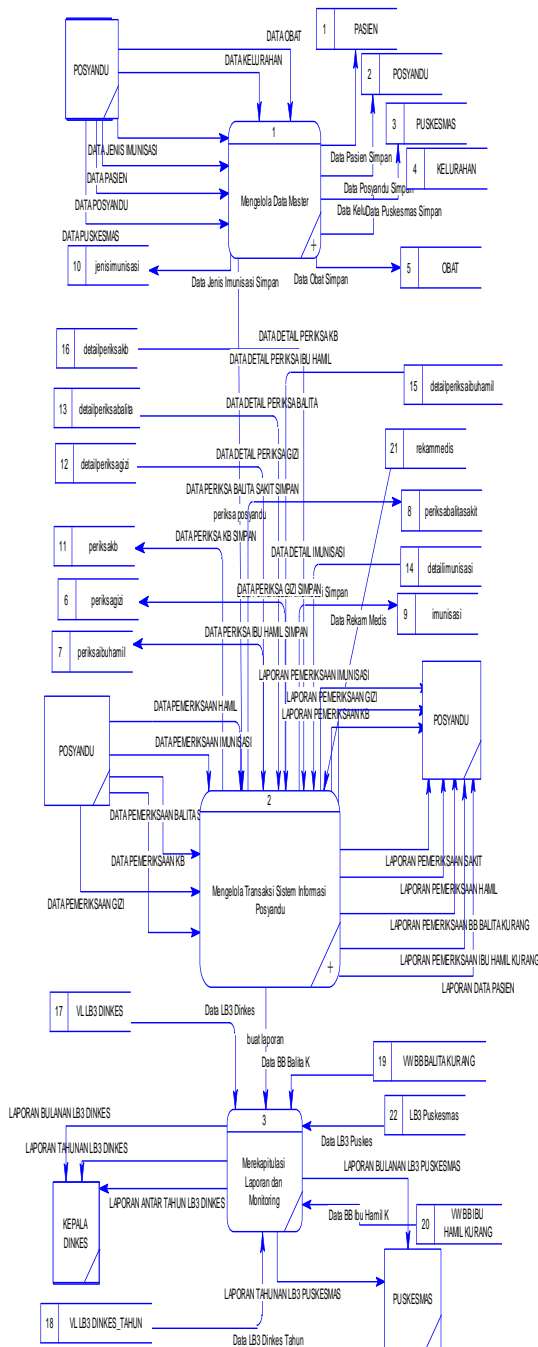 1 PASIEN
DATA OBAT
POSYANDU
DATA KELURAHAN
2 POSYANDU
3 PUSKESMAS
1
DATA JENIS IMUNISASI
Data Pasien Simpan
4 KELURAHAN
DATA PASIEN
Mengelola Data Master
Data Posyandu Simpan
DATA POSYANDU
Data Kelu
Data Puskesmas Simpan
DATA PUSKESMAS
10 jenisimunisasi
5 OBAT
Data Jenis Imunisasi Simpan
Data Obat Simpan
DATA DETAIL PERIKSA KB
16 detailperiksakb
DATA DETAIL PERIKSA IBU HAMIL
15 detailperiksaibuhamil
13 detailperiksabalita
DATA DETAIL PERIKSA BALITA
21 rekammedis
12 detailperiksagizi
DATA DETAIL PERIKSA GIZI
DATA PERIKSA BALITA SAKIT SIMPAN
8 periksabalitasakit
periksa posyandu
DATA PERIKSA KB SIMPAN
11 periksakb
DATA DETAIL IMUNISASI
14 detailimunisasi
DATA PERIKSA GIZI SIMPAN
Simpan
6 periksagizi
9 imunisasi
Data Rekam Medis
DATA PERIKSA IBU HAMIL SIMPAN
7 periksaibuhamil
LAPORAN PEMERIKSAAN IMUNISASI
LAPORAN PEMERIKSAAN GIZI
DATA PEMERIKSAAN HAMIL
LAPORAN PEMERIKSAAN KB
POSYANDU
POSYANDU
DATA PEMERIKSAAN IMUNISASI
2
DATA PEMERIKSAAN BALITA S
LAPORAN PEMERIKSAAN SAKIT
DATA PEMERIKSAAN KB
Mengelola Transaksi Sistem Informasi
Posyandu
LAPORAN PEMERIKSAAN HAMIL
DATA PEMERIKSAAN GIZI
LAPORAN PEMERIKSAAN BB BALITA KURANG
LAPORAN PEMERIKSAAN IBU HAMIL KURANG
LAPORAN DATA PASIEN
17 VL LB3 DINKES
Data LB3 Dinkes
buat laporan
Data BB Balita K
19 VW BB BALITA KURANG
LAPORAN BULANAN LB3 DINKES
3
22 LB3 Puskesmas
Data LB3 Puskes
LAPORAN TAHUNAN LB3 DINKES
Merekapitulasi
Laporan dan
Monitoring
LAPORAN BULANAN LB3 PUSKESMAS
LAPORAN ANTAR TAHUN LB3 DINKES
KEPALA
DINKES
Data BB Ibu Hamil K
20 VW BB IBU
HAMIL KURANG
LAPORAN TAHUNAN LB3 PUSKESMAS
PUSKESMAS
18 VL LB3 DINKES_TAHUN
Data LB3 Dinkes Tahun